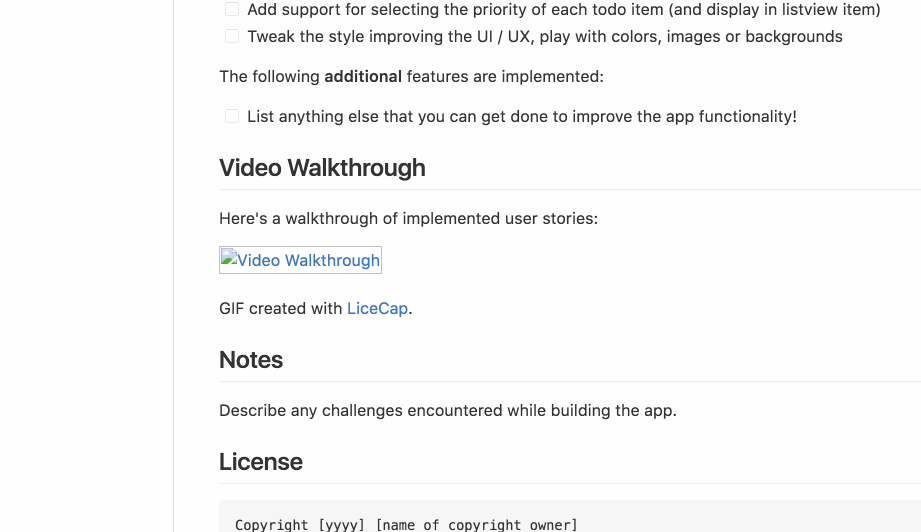 Add support for selecting the priority of each todo item (and display in listview item)
Tweak the style improving the UI / UX, play with colors, images or backgrounds
The following additional features are implemented:
List anything else that you can get done to improve the app functionality!
Video Walkthrough
Here's a walkthrough of implemented user stories:
Video Walkthrough
GIF created with LiceCap.
Notes
Describe any challenges encountered while building the app.
License
Copyright [yyyy] [name of copyright owner]